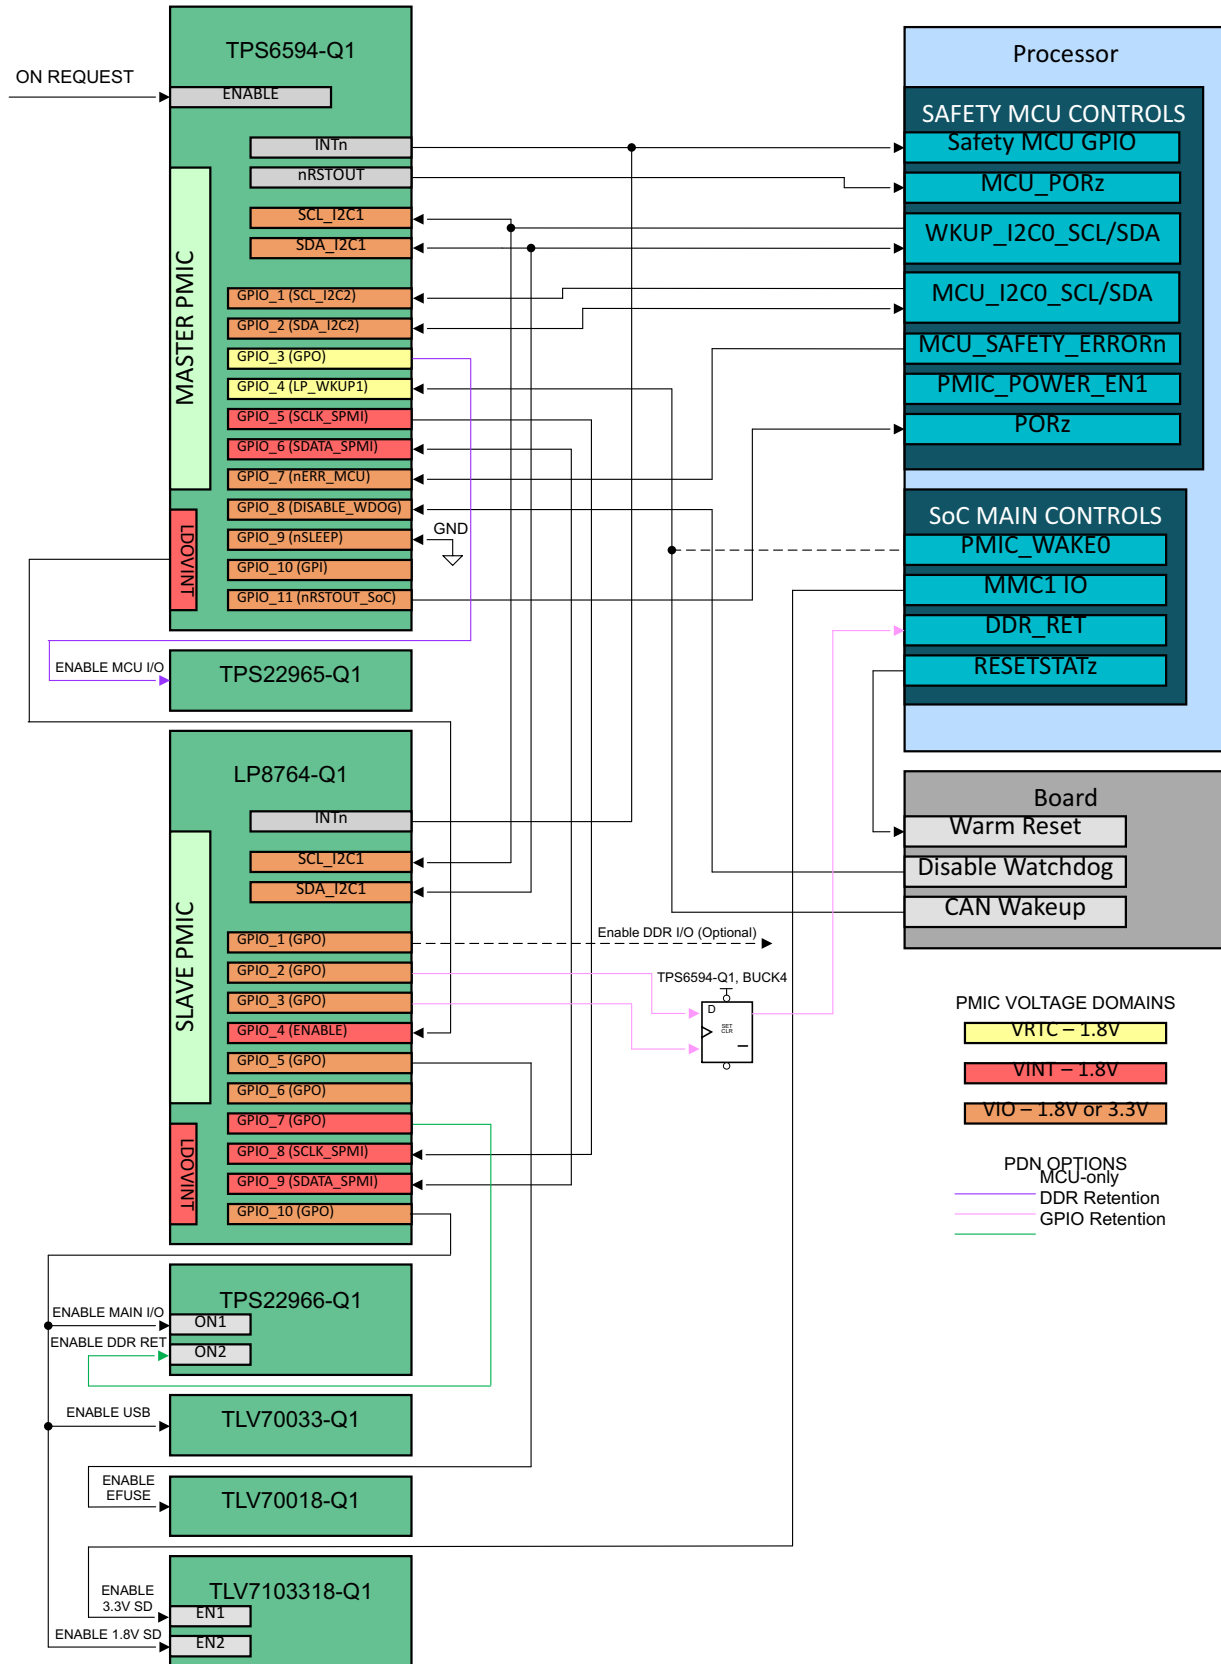 TPS6594-Q1
ON REQUEST
ENABLE
INTn
nRSTOUT
SCL_I2C1
SDA_I2C1
MASTER PMIC
GPIO_1 (SCL_I2C2)
GPIO_2 (SDA_I2C2)
GPIO_3 (GPO)
GPIO_4 (LP_WKUP1)
GPIO_5 (SCLK_SPMI)
GPIO_6 (SDATA_SPMI)
GPIO_7 (nERR_MCU)
GPIO_8 (DISABLE_WDOG)
GPIO_9 (nSLEEP)
GPIO_10 (GPI)
GPIO_11 (nRSTOUT_SoC)
LDOVINT
GND
ENABLE MCU I/O
TPS22965-Q1
LP8764-Q1
INTn
SCL_I2C1
SDA_I2C1
SLAVE PMIC
GPIO_1 (GPO)
GPIO_2 (GPO)
GPIO_3 (GPO)
GPIO_4 (ENABLE)
GPIO_5 (GPO)
GPIO_6 (GPO)
GPIO_7 (GPO)
GPIO_8 (SCLK_SPMI)
GPIO_9 (SDATA_SPMI)
GPIO_10 (GPO)
LDOVINT
Enable DDR I/O (Optional)
TPS6594-Q1, BUCK4
D
SET
CLR
TPS22966-Q1
ENABLE MAIN I/O
ON1
ENABLE DDR RET
ON2
ENABLE USB
TLV70033-Q1
ENABLE
EFUSE
TLV70018-Q1
TLV7103318-Q1
ENABLE
3.3V SD
EN1
ENABLE 1.8V SD
EN2
Processor
SAFETY MCU CONTROLS
Safety MCU GPIO
MCU_PORz
WKUP_I2C0_SCL/SDA
MCU_I2C0_SCL/SDA
MCU_SAFETY_ERRORn
PMIC_POWER_EN1
PORz
SoC MAIN CONTROLS
PMIC_WAKE0
MMC1 IO
DDR_RET
RESETSTATz
Board
Warm Reset
Disable Watchdog
CAN Wakeup
PMIC VOLTAGE DOMAINS
VRTC – 1.8V
VINT – 1.8V
VIO – 1.8V or 3.3V
PDN OPTIONS
MCU-only
DDR Retention
GPIO Retention